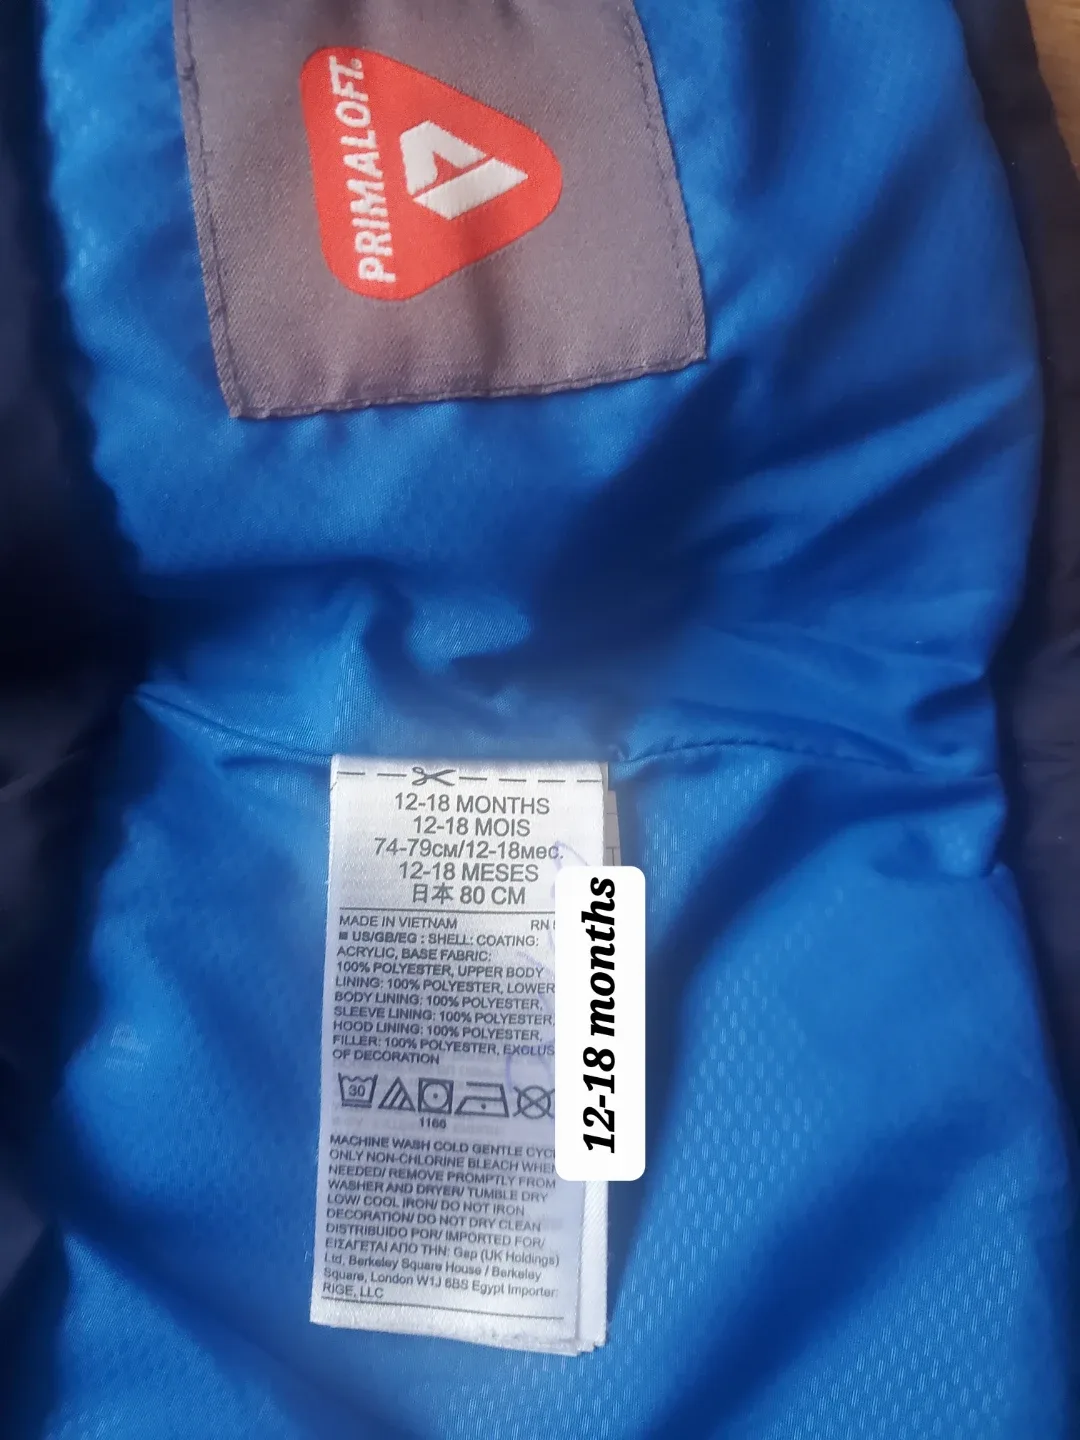 PRIMALOFT®
12-18 MONTHS
12-18 MOIS
74-79см/12-18мес.
12-18 MESES
日本 80 CM
MADE IN VIETNAM RN
US/GB/EG : SHELL: COATING:
ACRYLIC, BASE FABRIC:
100% POLYESTER, UPPER BODY
LINING: 100% POLYESTER, LOWER
BODY LINING: 100% POLYESTER,
SLEEVE LINING: 100% POLYESTER,
HOOD LINING: 100% POLYESTER,
FILLER: 100% POLYESTER, EXCLUS
OF DECORATION
30
1166
MACHINE WASH COLD GENTLE CYC
ONLY NON-CHLORINE BLEACH WHE
NEEDED/ REMOVE PROMPTLY FROM
WASHER AND DRYER/ TUMBLE DRY
LOW/ COOL IRON/ DO NOT IRON
DECORATION/ DO NOT DRY CLEAN
DISTRIBUIDO POR/ IMPORTED FOR/
ΕΙΣΑΓΕΤΑΙ ΑΠΟ ΤΗΝ: Gap (UK Holdings)
Ltd, Berkeley Square House / Berkeley
Square, London W1J 6BS Egypt Importer:
RIGE, LLC
12-18 months